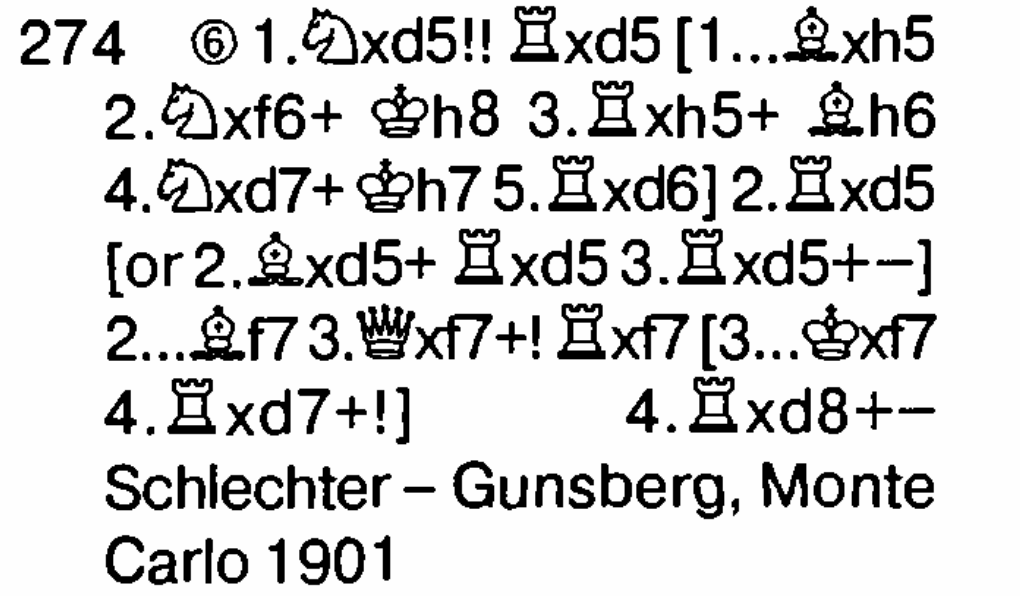 274 ⑥ 1.♘xd5!! ♖xd5 [1...♗xh5
2.♘xf6+ ♔h8 3.♖xh5+ ♗h6
4.♘xd7+ ♔h7 5.♖xd6] 2.♖xd5
[or 2.♗xd5+ ♖xd5 3.♖xd5+−]
2...♗f7 3.♕xf7+! ♖xf7 [3...♔xf7
4.♖xd7+!] 4.♖xd8+−
Schlechter – Gunsberg, Monte
Carlo 1901